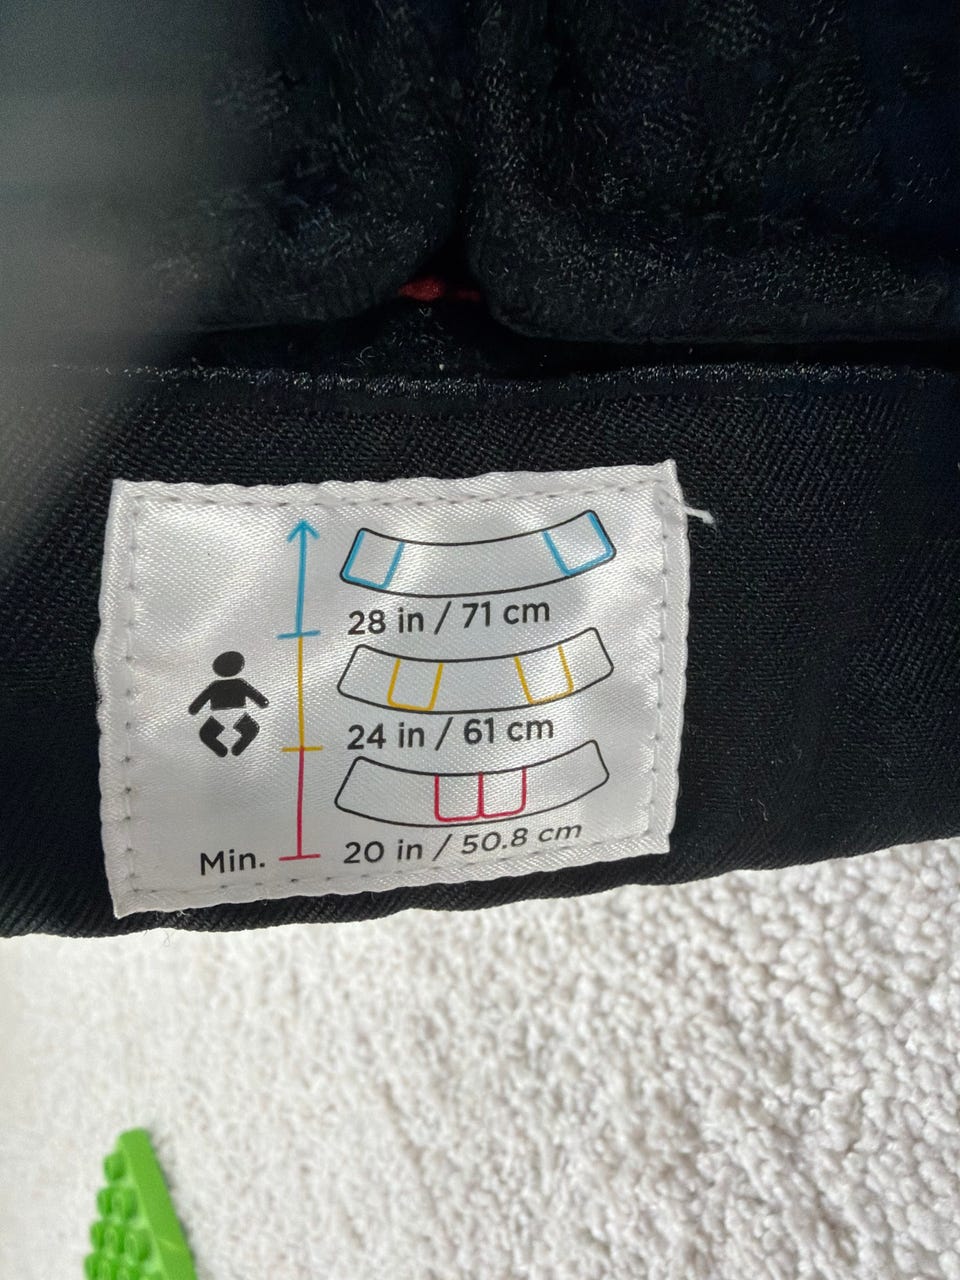 28 in / 71 cm
24 in / 61 cm
Min. 20 in / 50.8 cm